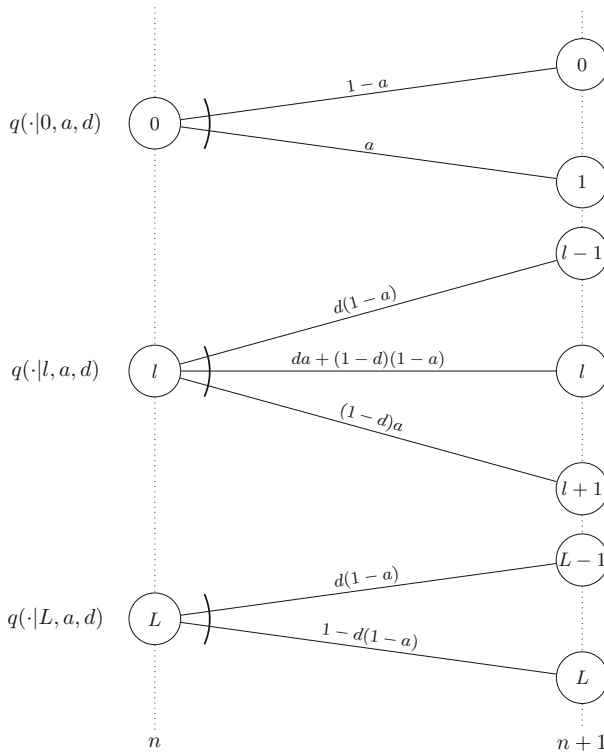 0
1 − a
q(·|0, a, d)
0
a
1
l − 1
d(1 − a)
da + (1 − d)(1 − a)
q(·|l, a, d)
l
l
(1 − d)a
l + 1
L − 1
d(1 − a)
q(·|L, a, d)
L
1 − d(1 − a)
L
n
n + 1